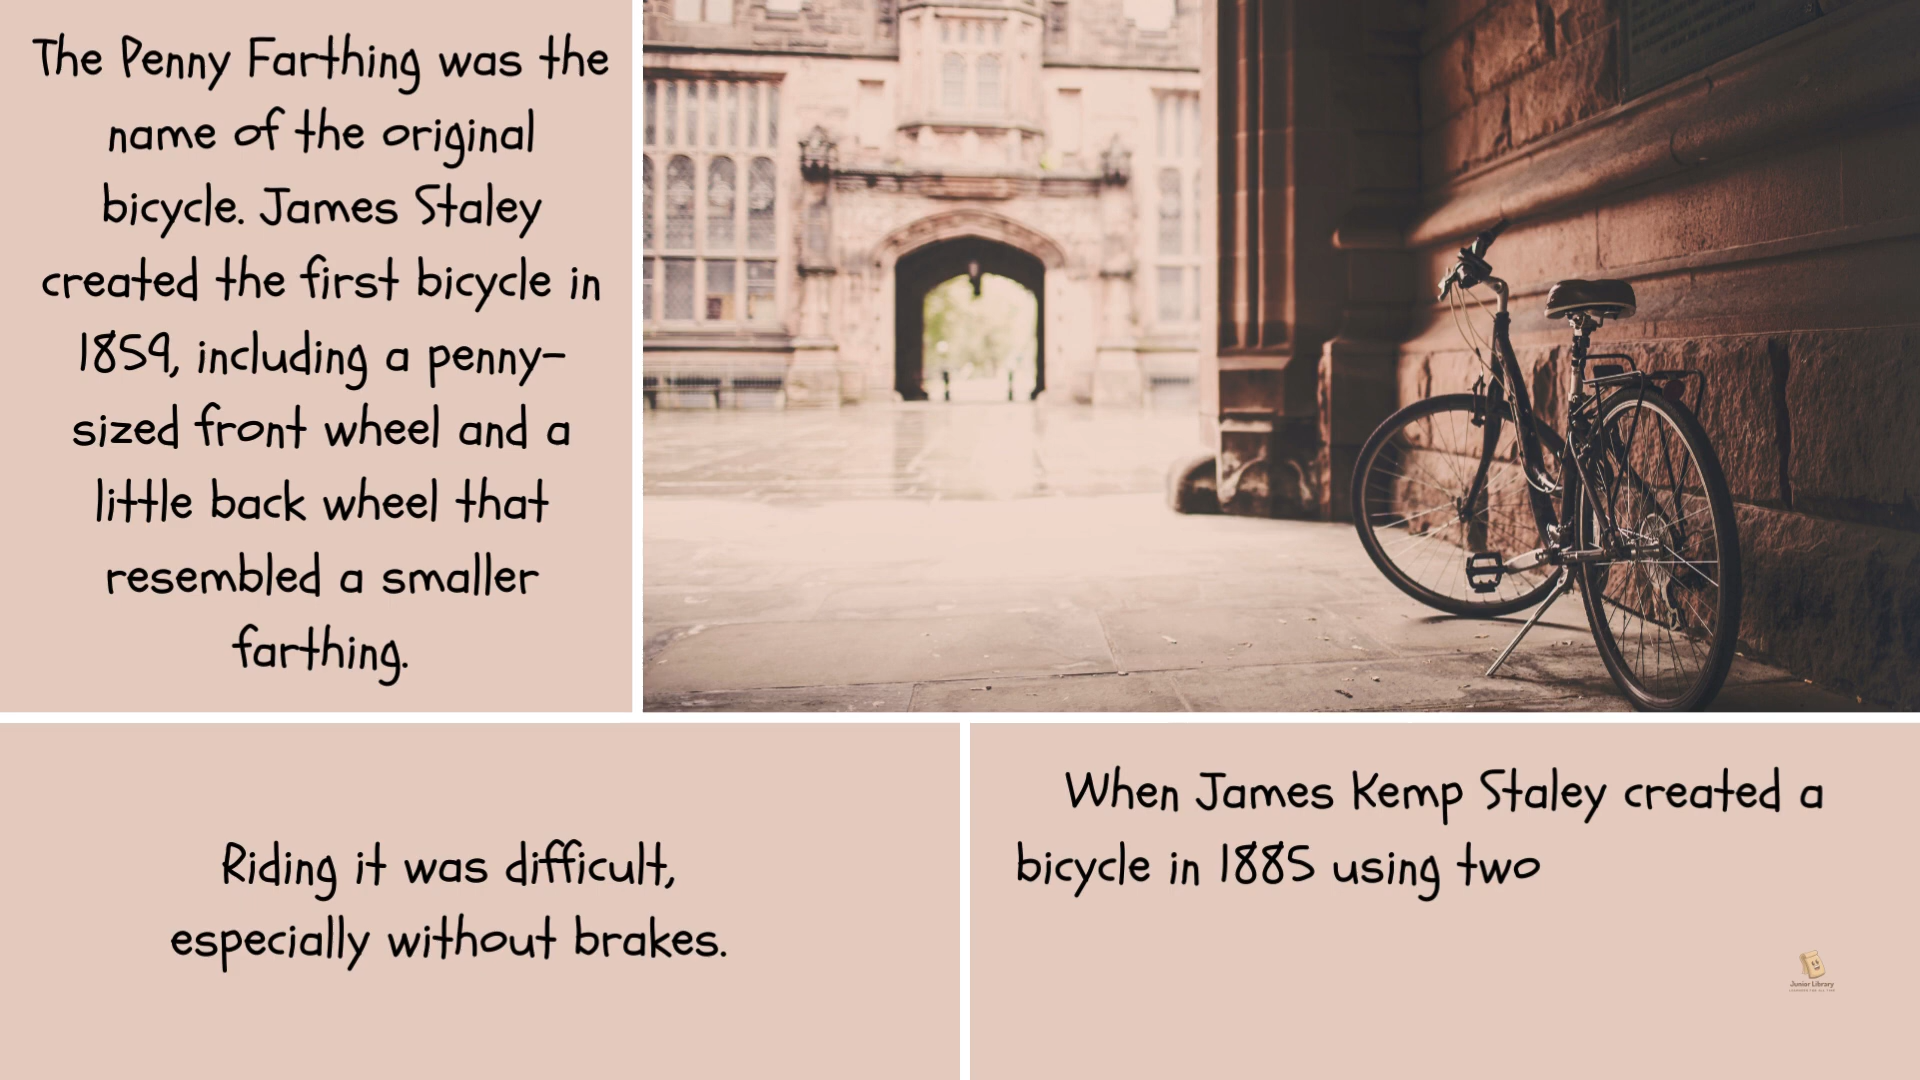 The Penny Farthing was the
name of the original
bicycle. James Staley
created the first bicycle in
1859, including a penny-
sized front wheel and a
little back wheel that
resembled a smaller
farthing.
Riding it was difficult,
especially without brakes.
When James Kemp Staley created a
bicycle in 1885 using two
Junior Library